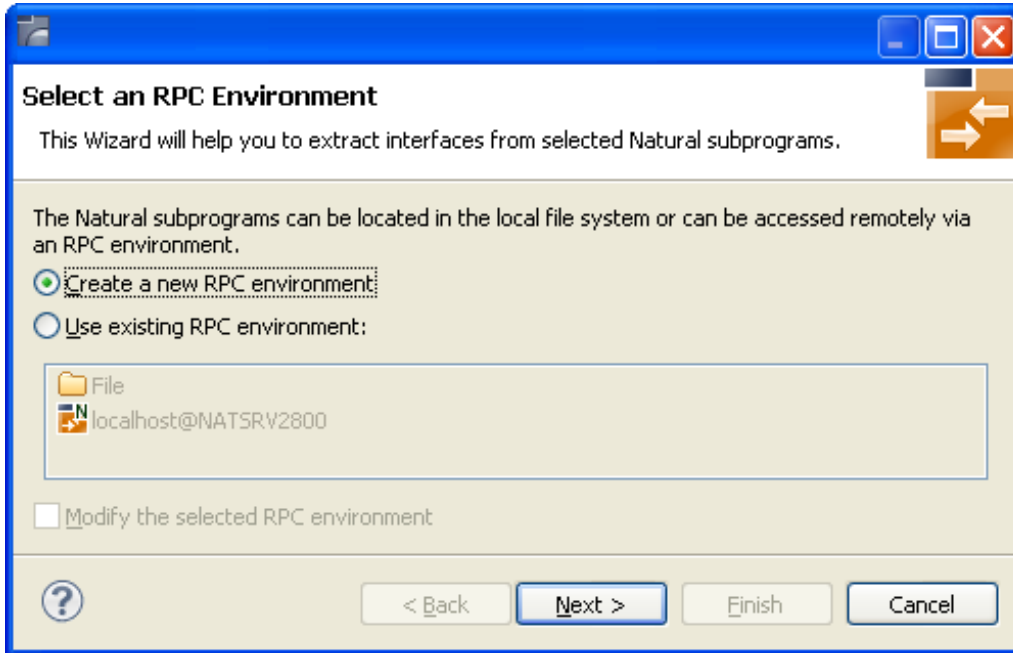 Select an RPC Environment
This Wizard will help you to extract interfaces from selected Natural subprograms.
The Natural subprograms can be located in the local file system or can be accessed remotely via
an RPC environment.
Create a new RPC environment
Use existing RPC environment:
File
N
localhost@NATSRV2800
Modify the selected RPC environment
?
< Back
Next >
Finish
Cancel